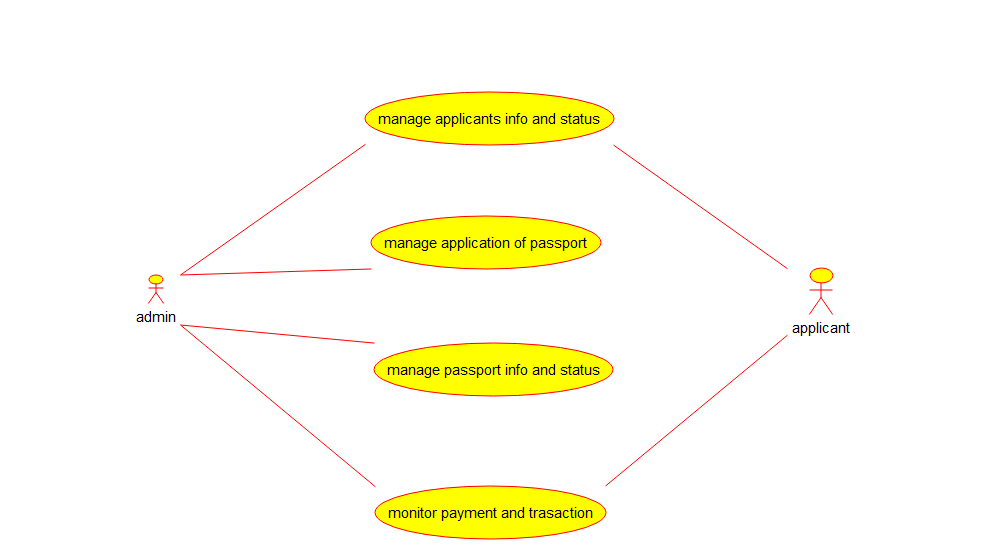 manage applicants info and status
manage application of passport
admin
applicant
manage passport info and status
monitor payment and trasaction